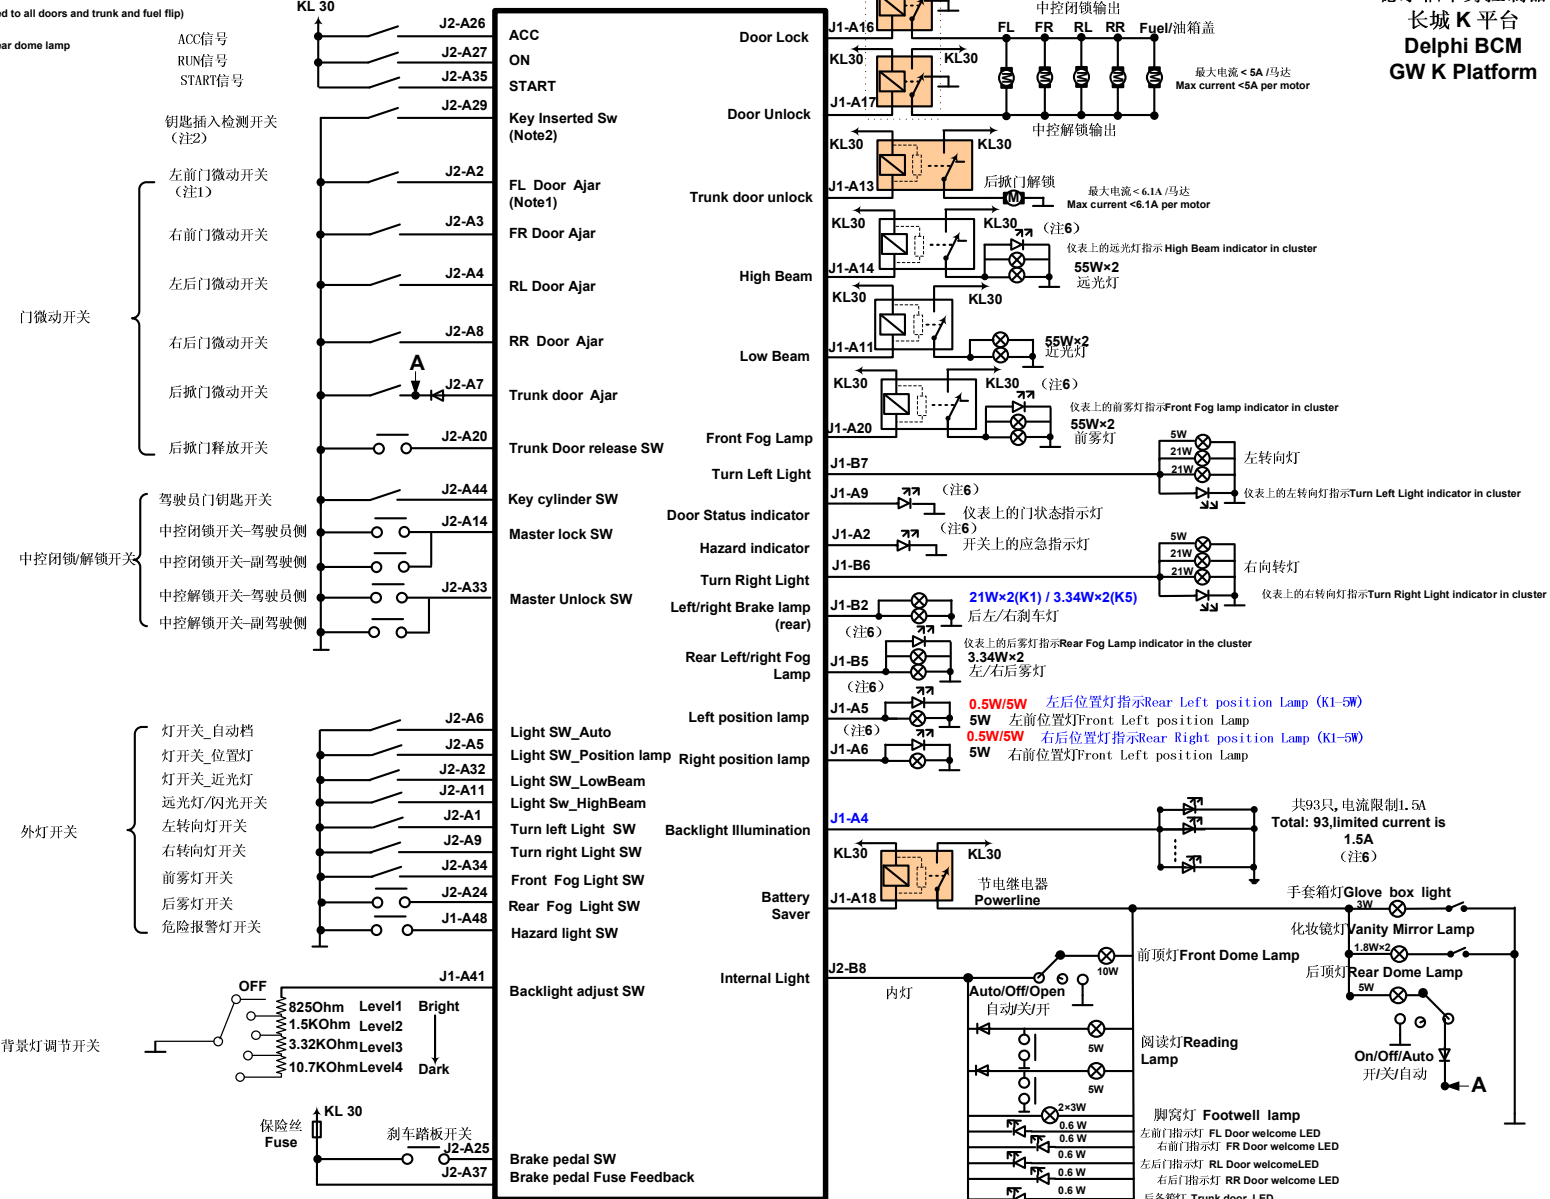 ed to all doors and trunk and fuel flip)
ear dome lamp
KL 30
ACC信号
J2-A26
ACC
RUN信号
J2-A27
ON
START信号
J2-A35
START
钥匙插入检测开关
（注2）
J2-A29
Key Inserted Sw
(Note2)
门微动开关
左前门微动开关
（注1）
J2-A2
FL Door Ajar
(Note1)
右前门微动开关
J2-A3
FR Door Ajar
左后门微动开关
J2-A4
RL Door Ajar
右后门微动开关
J2-A8
RR Door Ajar
后掀门微动开关
A
J2-A7
Trunk door Ajar
后掀门释放开关
J2-A20
Trunk Door release SW
中控闭锁/解锁开关
驾驶员门钥匙开关
J2-A44
Key cylinder SW
中控闭锁开关—驾驶员侧
J2-A14
Master lock SW
中控闭锁开关—副驾驶侧
中控解锁开关—驾驶员侧
J2-A33
Master Unlock SW
中控解锁开关—副驾驶侧
外灯开关
灯开关_自动档
J2-A6
Light SW_Auto
灯开关_位置灯
J2-A5
Light SW_Position lamp
灯开关_近光灯
J2-A32
Light SW_LowBeam
远光灯/闪光开关
J2-A11
Light Sw_HighBeam
左转向灯开关
J2-A1
Turn left Light SW
右转向灯开关
J2-A9
Turn right Light SW
前雾灯开关
J2-A34
Front Fog Light SW
后雾灯开关
J2-A24
Rear Fog Light SW
危险报警灯开关
J1-A48
Hazard light SW
背景灯调节开关
OFF
J1-A41
Backlight adjust SW
825Ohm Level1 Bright
1.5KOhm Level2
3.32KOhm Level3
10.7KOhm Level4 Dark
KL 30
保险丝
Fuse
刹车踏板开关
J2-A25
Brake pedal SW
J2-A37
Brake pedal Fuse Feedback
长城 K 平台
Delphi BCM
GW K Platform
中控闭锁输出
Door Lock
J1-A16
FL FR RL RR Fuel/油箱盖
KL30
KL30
最大电流 < 5A /马达
Max current <5A per motor
Door Unlock
J1-A17
中控解锁输出
KL30
KL30
Trunk door unlock
J1-A13
后掀门解锁
M
最大电流 < 6.1A /马达
Max current <6.1A per motor
KL30
KL30
（注6）
High Beam
J1-A14
仪表上的远光灯指示 High Beam indicator in cluster
55W×2
远光灯
KL30
KL30
Low Beam
J1-A11
55W×2
近光灯
KL30
KL30
（注6）
Front Fog Lamp
J1-A20
仪表上的前雾灯指示Front Fog lamp indicator in cluster
55W×2
前雾灯
Turn Left Light
J1-B7
5W
21W
21W
左转向灯
仪表上的左转向灯指示Turn Left Light indicator in cluster
Door Status indicator
J1-A9
（注6）
仪表上的门状态指示灯
Hazard indicator
J1-A2
（注6）
开关上的应急指示灯
Turn Right Light
J1-B6
5W
21W
21W
右向转灯
仪表上的右转向灯指示Turn Right Light indicator in cluster
Left/right Brake lamp
(rear)
J1-B2
21W×2(K1) / 3.34W×2(K5)
后左/右刹车灯
（注6）
Rear Left/right Fog
Lamp
J1-B5
仪表上的后雾灯指示Rear Fog Lamp indicator in the cluster
3.34W×2
左/右后雾灯
（注6）
Left position lamp
J1-A5
0.5W/5W 左后位置灯指示Rear Left position Lamp (K1-5W)
5W 左前位置灯Front Left position Lamp
（注6）
Right position lamp
J1-A6
0.5W/5W 右后位置灯指示Rear Right position Lamp (K1-5W)
5W 右前位置灯Front Left position Lamp
Backlight Illumination
J1-A4
共93只,电流限制1.5A
Total: 93,limited current is
1.5A
（注6）
KL30
KL30
Battery
Saver
J1-A18
节电继电器
Powerline
手套箱灯Glove box light
3W
化妆镜灯Vanity Mirror Lamp
1.8W×2
后顶灯Rear Dome Lamp
5W
On/Off/Auto
开/关/自动
A
Internal Light
J2-B8
内灯
前顶灯Front Dome Lamp
10W
Auto/Off/Open
自动/关/开
5W
阅读灯Reading
Lamp
5W
2×3W
脚窝灯 Footwell lamp
0.6 W
左前门指示灯 FL Door welcome LED
0.6 W
右前门指示灯 FR Door welcome LED
0.6 W
左后门指示灯 RL Door welcomeLED
0.6 W
右后门指示灯 RR Door welcome LED
0.6 W
后备箱灯 Trunk door LED